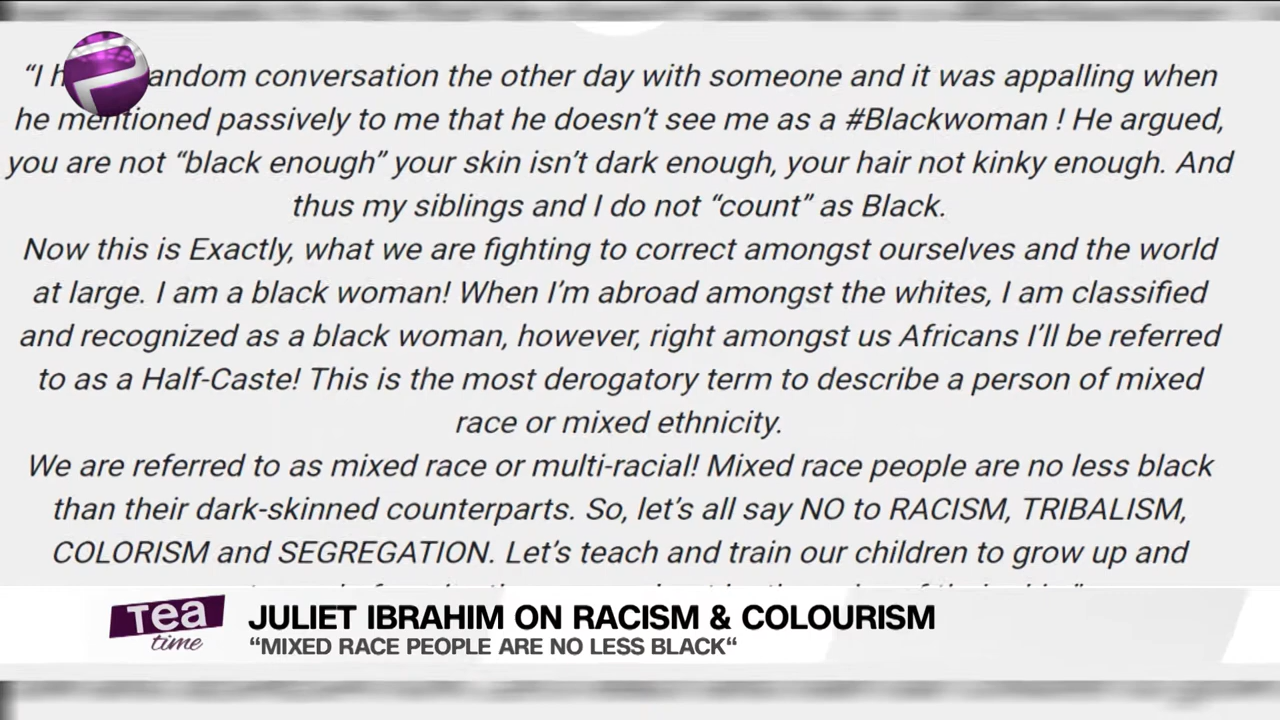 “I h andom conversation the other day with someone and it was appalling when
he mentioned passively to me that he doesn’t see me as a #Blackwoman ! He argued,
you are not “black enough” your skin isn’t dark enough, your hair not kinky enough. And
thus my siblings and I do not “count” as Black.
Now this is Exactly, what we are fighting to correct amongst ourselves and the world
at large. I am a black woman! When I’m abroad amongst the whites, I am classified
and recognized as a black woman, however, right amongst us Africans I’ll be referred
to as a Half-Caste! This is the most derogatory term to describe a person of mixed
race or mixed ethnicity.
We are referred to as mixed race or multi-racial! Mixed race people are no less black
than their dark-skinned counterparts. So, let’s all say NO to RACISM, TRIBALISM,
COLORISM and SEGREGATION. Let’s teach and train our children to grow up and
Tea
time
JULIET IBRAHIM ON RACISM & COLOURISM
“MIXED RACE PEOPLE ARE NO LESS BLACK“